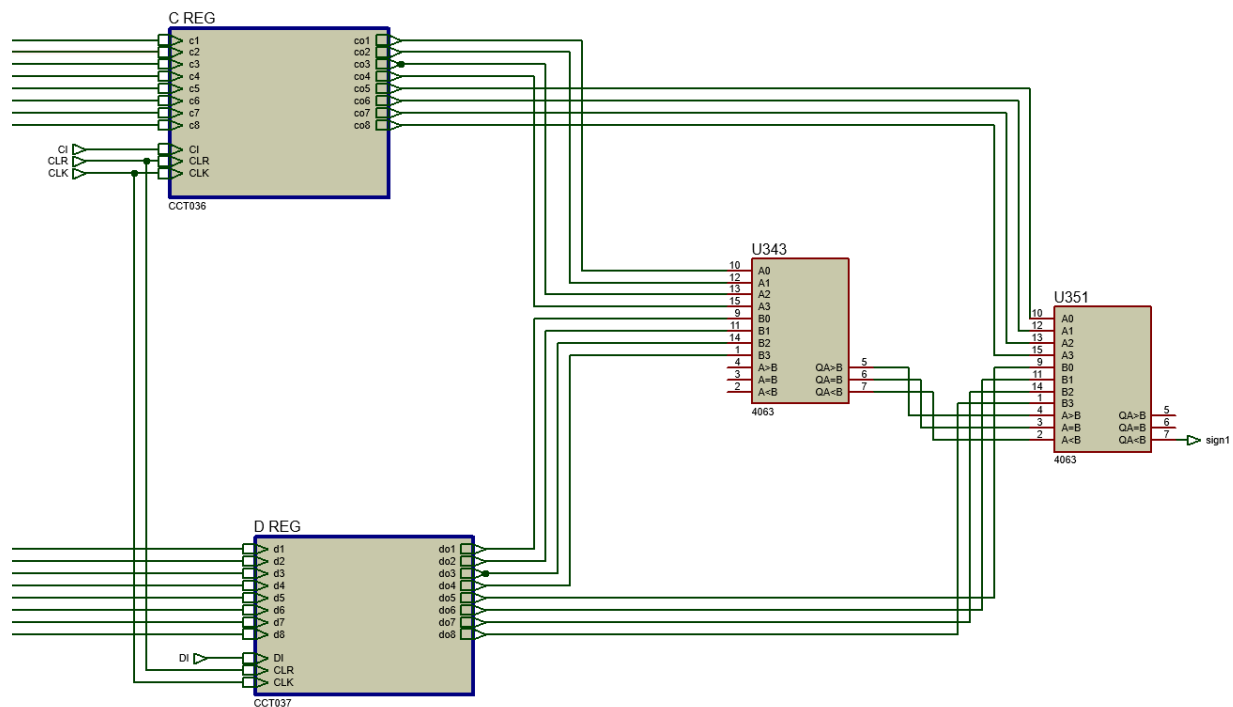 C REG
c1 co1
c2 co2
c3 co3
c4 co4
c5 co5
c6 co6
c7 co7
c8 co8
CI CI
CLR CLR
CLK CLK
CCT036
U343
10 A0
12 A1
13 A2
15 A3
9 B0
11 B1
14 B2
1 B3
4 A>B QA>B 5
3 A=B QA=B 6
2 A<B QA<B 7
4063
U351
10 A0
12 A1
13 A2
15 A3
9 B0
11 B1
14 B2
1 B3
4 A>B QA>B 5
3 A=B QA=B 6
2 A<B QA<B 7 sign1
4063
D REG
d1 do1
d2 do2
d3 do3
d4 do4
d5 do5
d6 do6
d7 do7
d8 do8
DI DI
CLR
CLK
CCT037